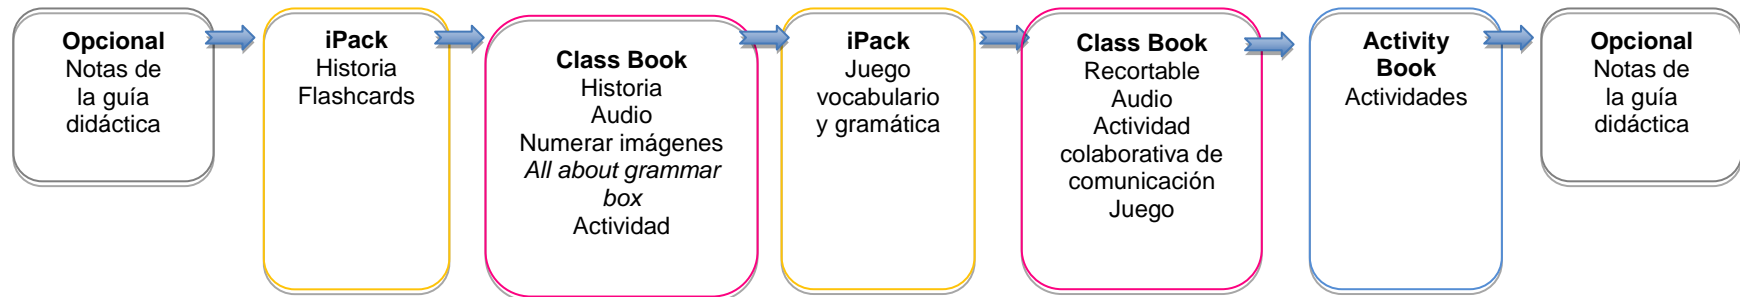 Opcional
Notas de
la guía
didáctica
iPack
Historia
Flashcards
Class Book
Historia
Audio
Numerar imágenes
All about grammar
box
Actividad
iPack
Juego
vocabulario
y gramática
Class Book
Recortable
Audio
Actividad
colaborativa de
comunicación
Juego
Activity
Book
Actividades
Opcional
Notas de
la guía
didáctica